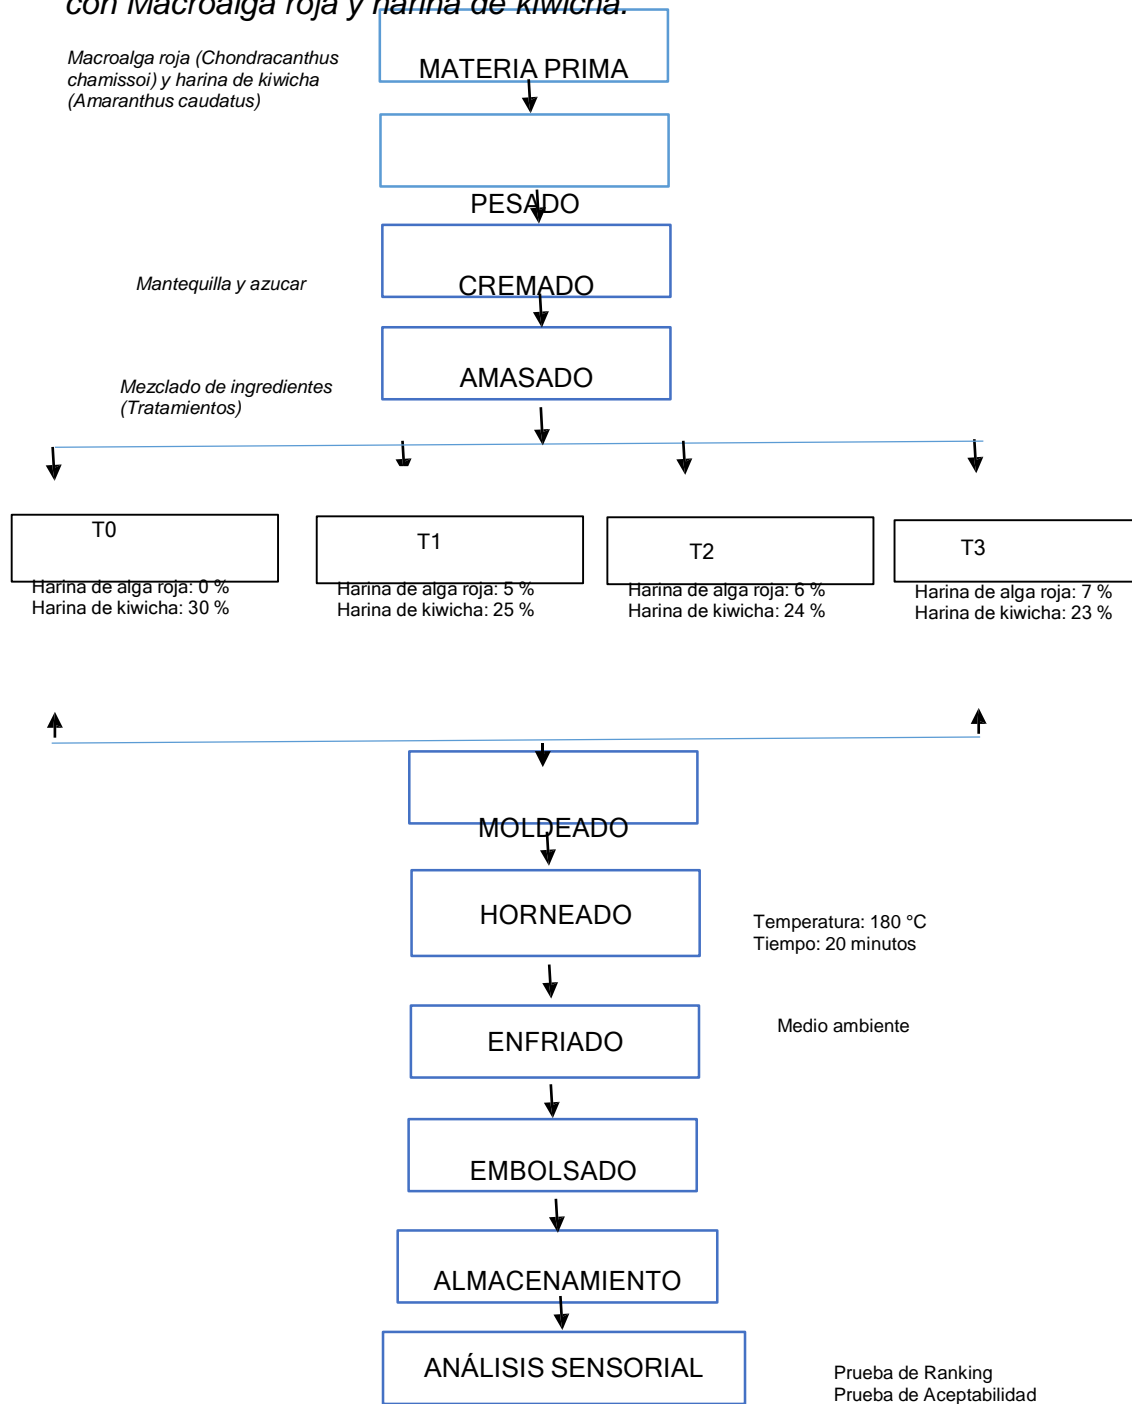 con Macroalga roja y harina de kiwicha.
Macroalga roja (Chondracanthus
chamissoi) y harina de kiwicha
(Amaranthus caudatus)
MATERIA PRIMA
PESADO
Mantequilla y azucar
CREMADO
AMASADO
Mezclado de ingredientes
(Tratamientos)
T0
Harina de alga roja: 0 %
Harina de kiwicha: 30 %
T1
Harina de alga roja: 5 %
Harina de kiwicha: 25 %
T2
Harina de alga roja: 6 %
Harina de kiwicha: 24 %
T3
Harina de alga roja: 7 %
Harina de kiwicha: 23 %
MOLDEADO
HORNEADO
Temperatura: 180 °C
Tiempo: 20 minutos
ENFRIADO
Medio ambiente
EMBOLSADO
ALMACENAMIENTO
ANÁLISIS SENSORIAL
Prueba de Ranking
Prueba de Aceptabilidad